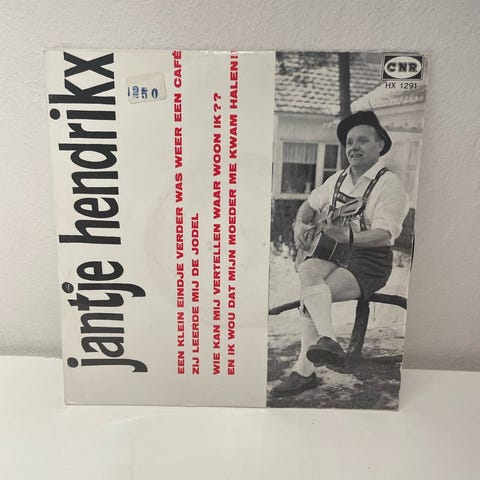 jantje hendrikx
EEN KLEIN EINDJE VERDER WAS WEER EEN CAFÉ
ZIJ LEERDE MIJ DE JODEL
WIE KAN MIJ VERTELLEN WAAR WOON IK??
EN IK WOU DAT MIJN MOEDER ME KWAM HALEN!!
CNR
HX 1291